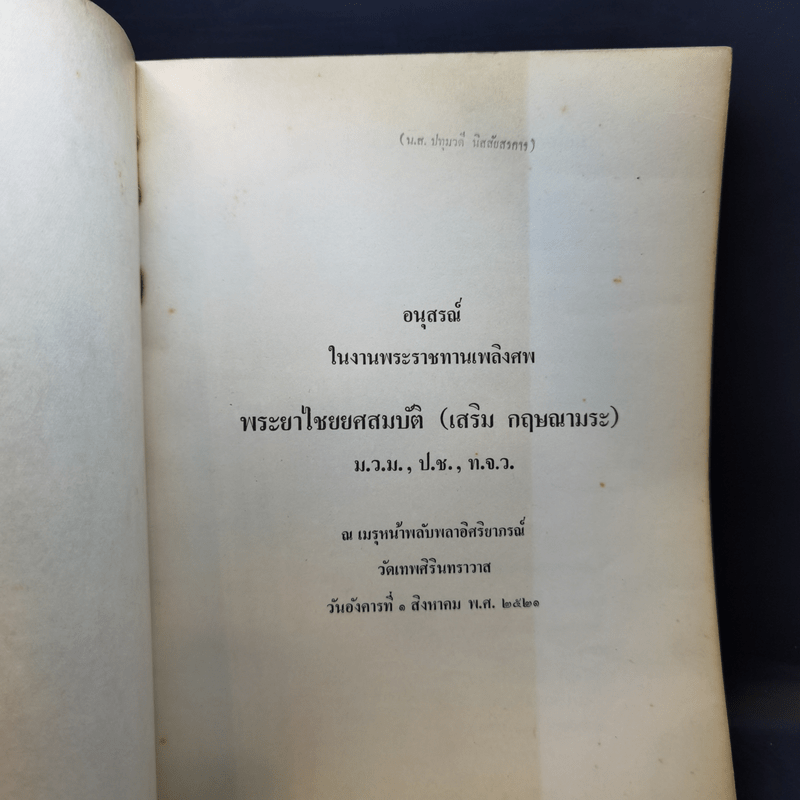 (น.ส. ปทุมวดี นิสสัยสรการ)
อนุสรณ์
ในงานพระราชทานเพลิงศพ
พระยาไชยยศสมบัติ (เสริม กฤษณามระ)
ม.ว.ม., ป.ช., ท.จ.ว.
ณ เมรุหน้าพลับพลาอิศริยาภรณ์
วัดเทพศิรินทราวาส
วันอังคารที่ ๑ สิงหาคม พ.ศ. ๒๕๒๑